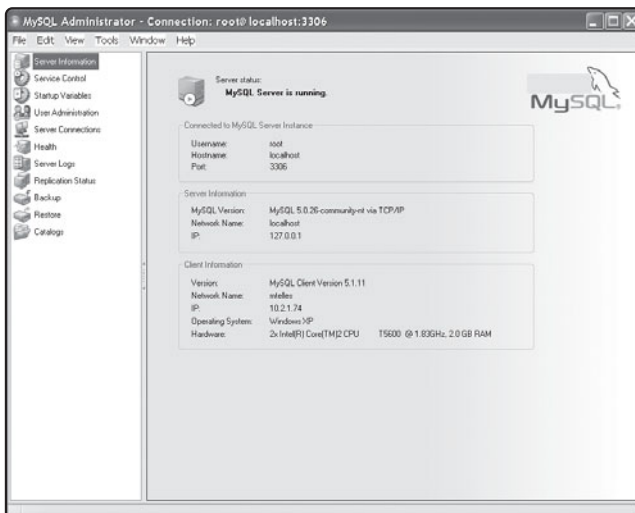 MySQL Administrator - Connection: root@localhost:3306
File Edit View Tools Window Help
Server Information
Service Control
Startup Variables
User Administration
Server Connections
Health
Server Logs
Replication Status
Backup
Restore
Catalogs
Server status:
MySQL Server is running.
MySQL
Connected to MySQL Server Instance
Username: root
Hostname: localhost
Port: 3306
Server Information
MySQL Version: MySQL 5.0.26-community-nt via TCP/IP
Network Name: localhost
IP: 127.0.0.1
Client Information
Version: MySQL Client Version 5.1.11
Network Name: mtelles
IP: 10.2.1.74
Operating System: Windows XP
Hardware: 2x Intel(R) Core(TM)2 CPU T5600 @ 1.83GHz, 2.0 GB RAM